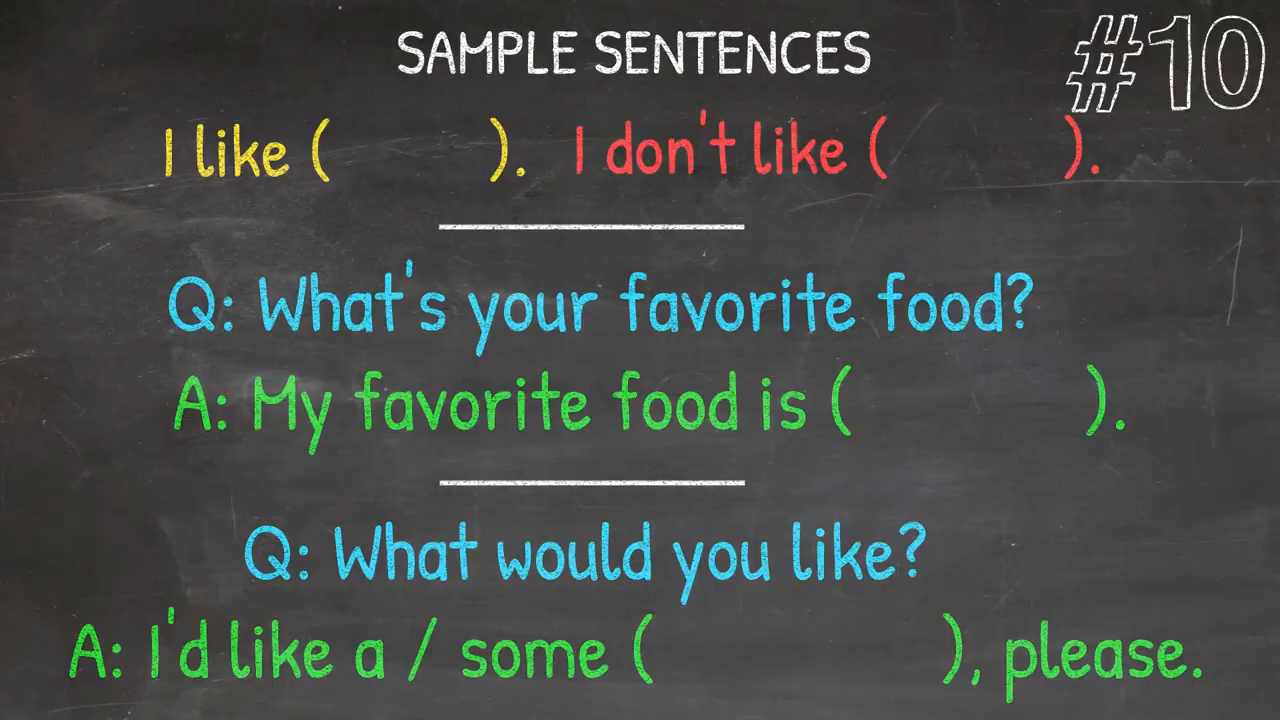 SAMPLE SENTENCES
#10
I like (          ). I don't like (          ).
Q: What's your favorite food?
A: My favorite food is (          ).
Q: What would you like?
A: I'd like a / some (          ), please.